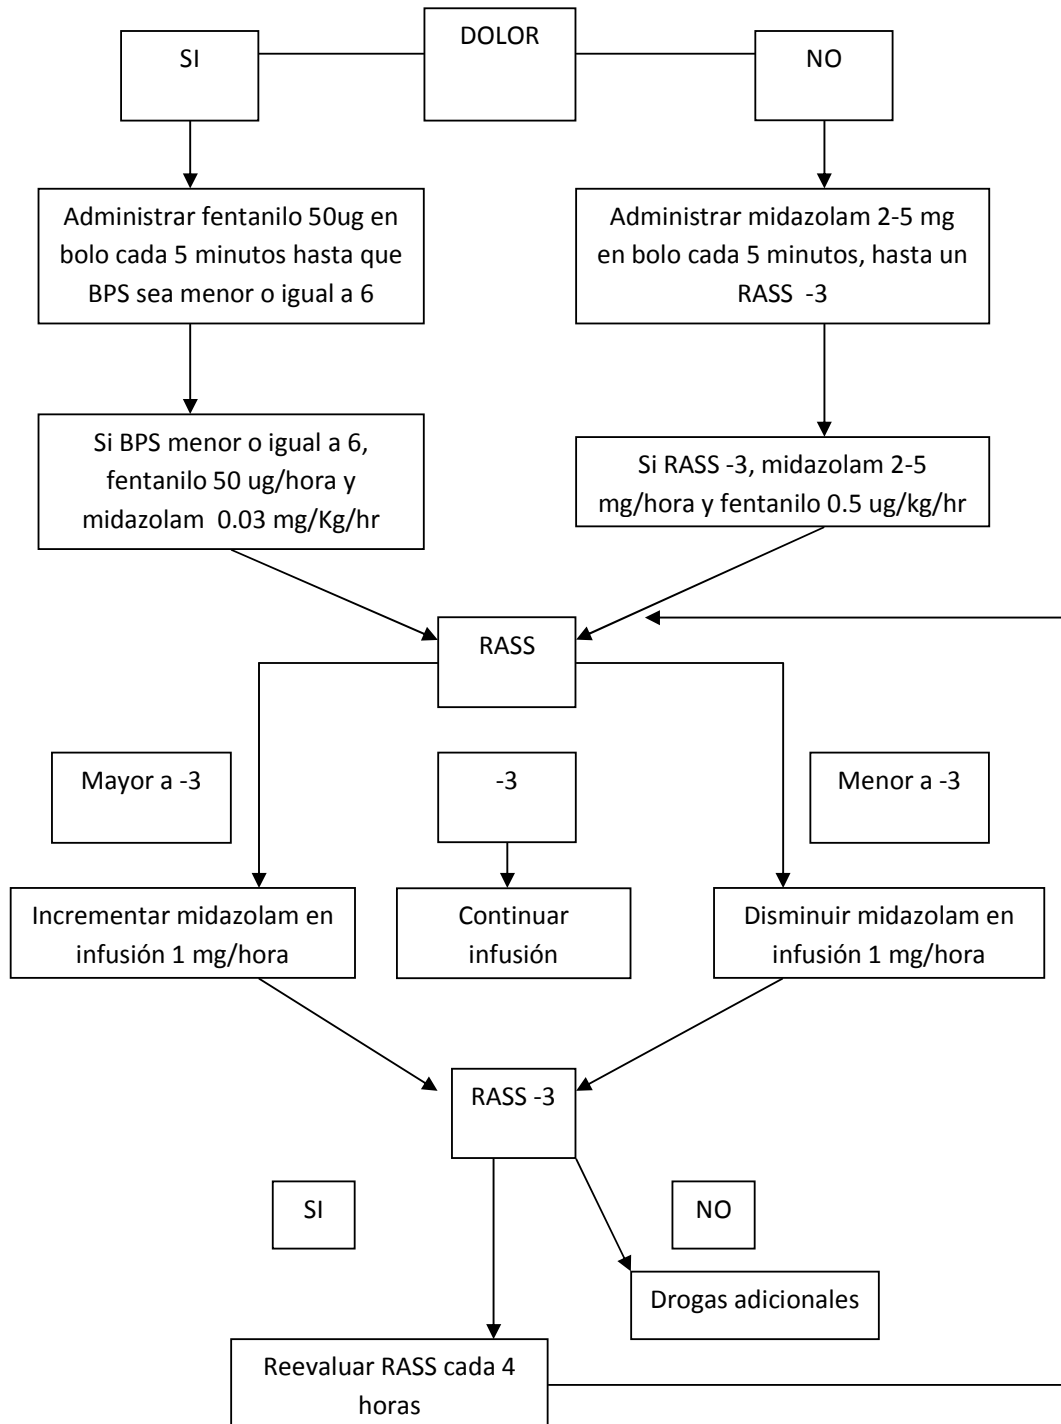 DOLOR
SI
NO
Administrar fentanilo 50ug en
bolo cada 5 minutos hasta que
BPS sea menor o igual a 6
Administrar midazolam 2-5 mg
en bolo cada 5 minutos, hasta un
RASS -3
Si BPS menor o igual a 6,
fentanilo 50 ug/hora y
midazolam 0.03 mg/Kg/hr
Si RASS -3, midazolam 2-5
mg/hora y fentanilo 0.5 ug/kg/hr
RASS
Mayor a -3
-3
Menor a -3
Incrementar midazolam en
infusión 1 mg/hora
Continuar
infusión
Disminuir midazolam en
infusión 1 mg/hora
RASS -3
SI
NO
Drogas adicionales
Reevaluar RASS cada 4
horas